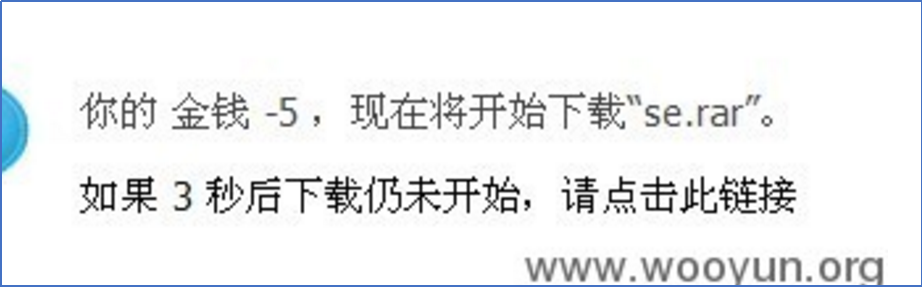 你的 金钱 -5 ，现在将开始下载“se.rar”。
如果 3 秒后下载仍未开始，请点击此链接
www.wooyun.org